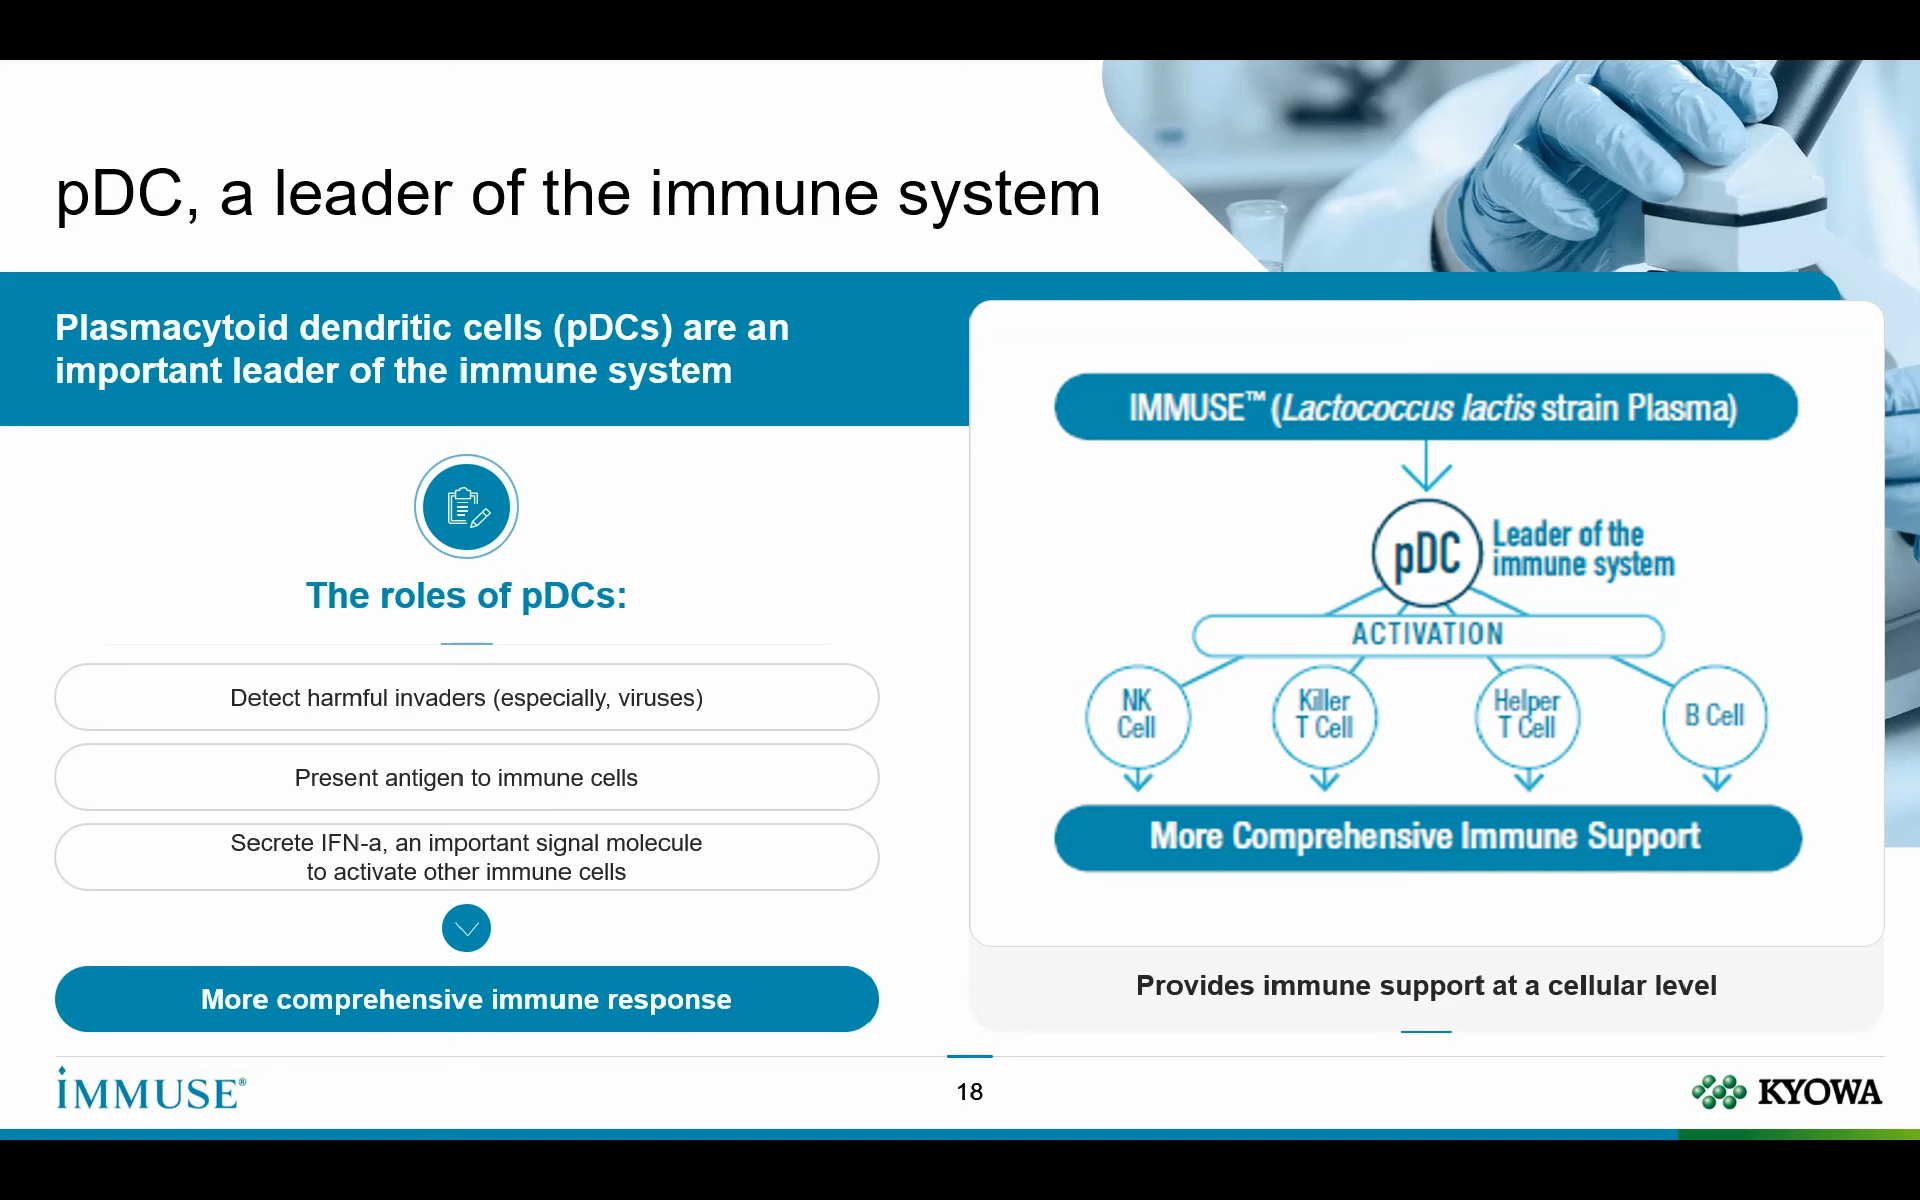 pDC, a leader of the immune system
Plasmacytoid dendritic cells (pDCs) are an
important leader of the immune system
The roles of pDCs:
Detect harmful invaders (especially, viruses)
Present antigen to immune cells
Secrete IFN-a, an important signal molecule
to activate other immune cells
More comprehensive immune response
IMMUSE™ (Lactococcus lactis strain Plasma)
pDC
Leader of the
immune system
ACTIVATION
NK
Cell
Killer
T Cell
Helper
T Cell
B Cell
More Comprehensive Immune Support
Provides immune support at a cellular level
iMMUSE®
18
KYOWA